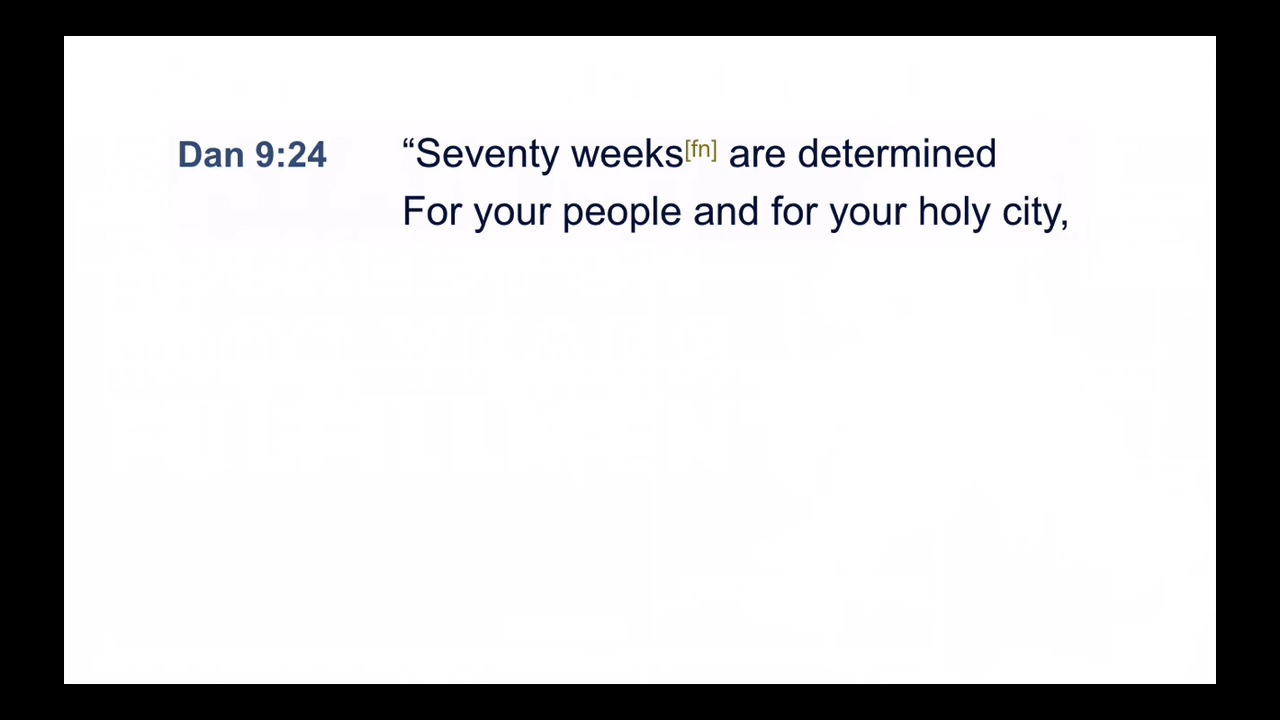 Dan 9:24 “Seventy weeks[fn] are determined
For your people and for your holy city,